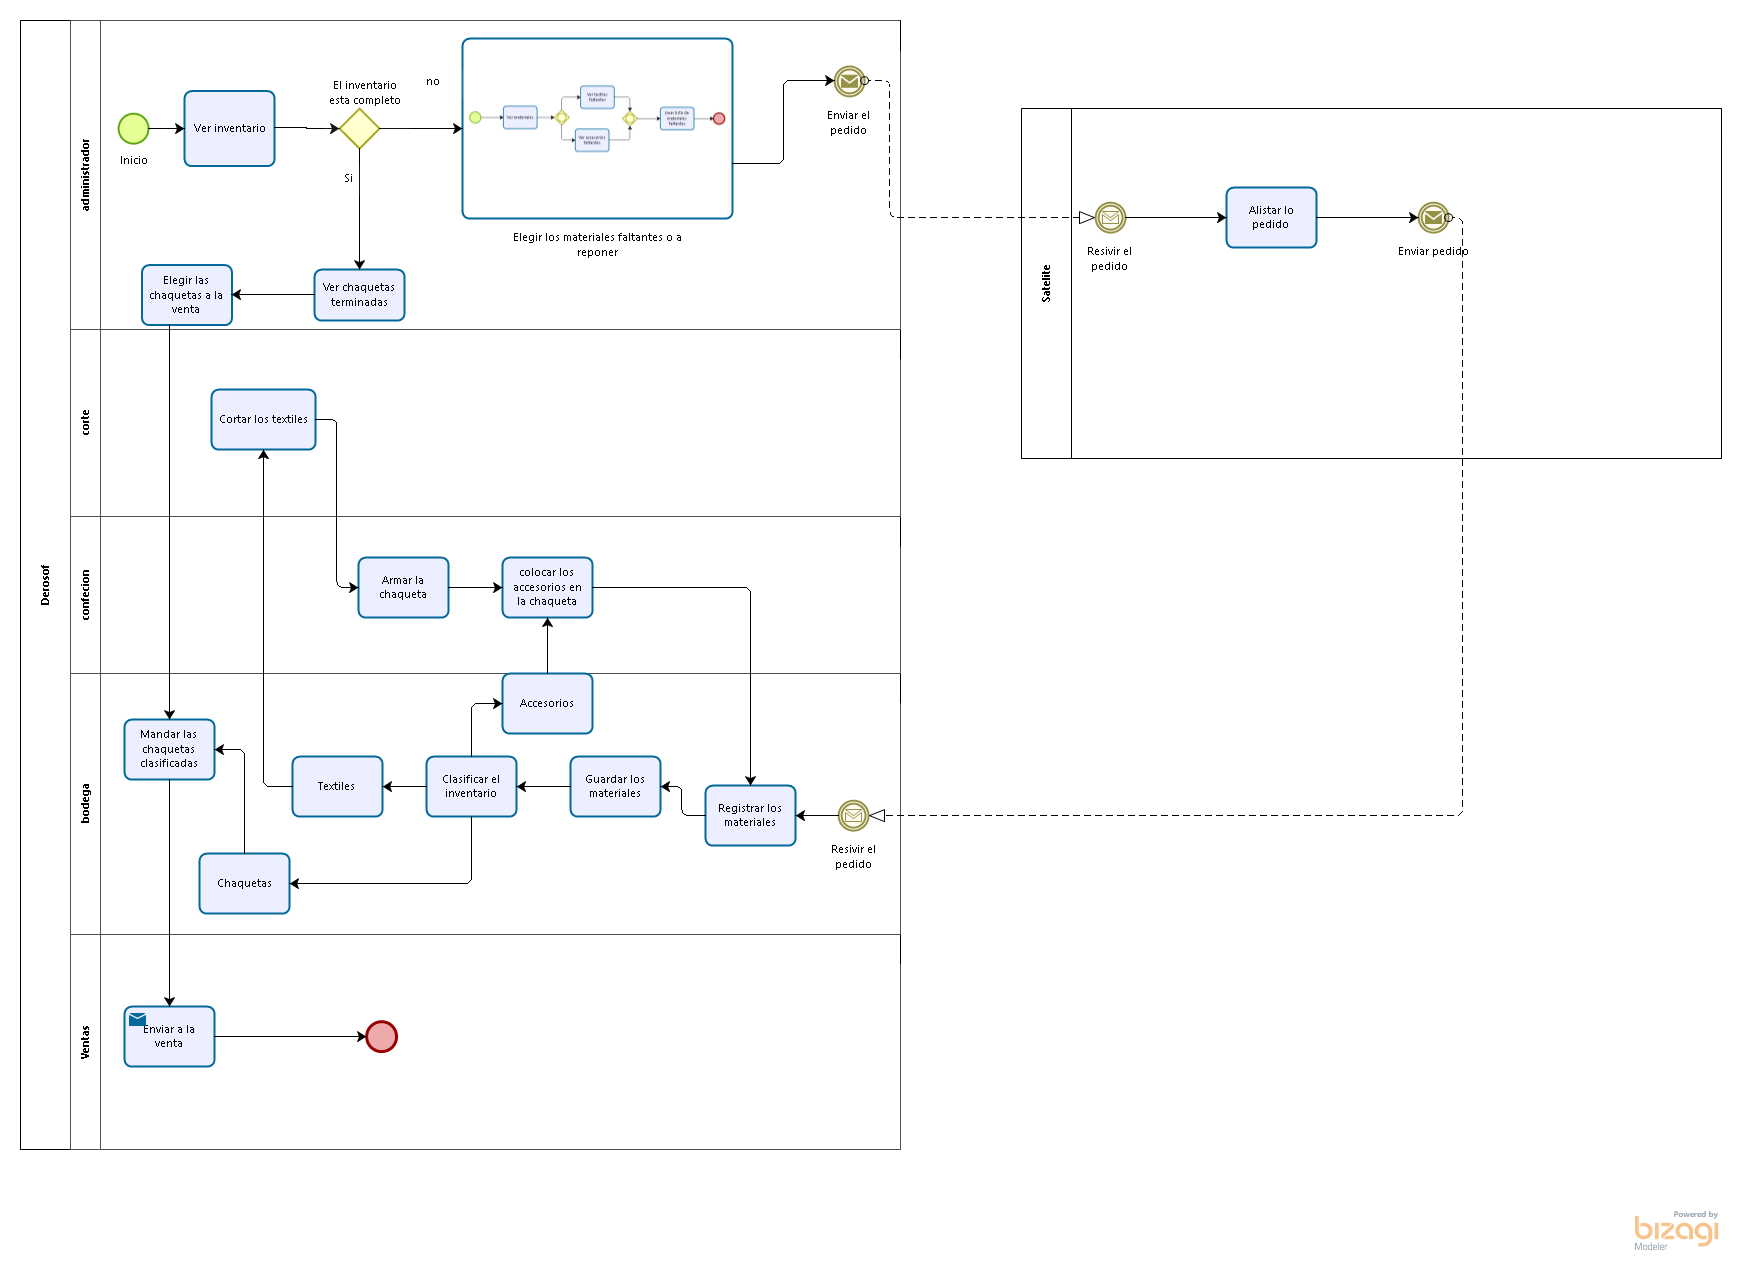 Derosof
administrador
Inicio
Ver inventario
El inventario
esta completo
no
Si
Ver materiales
Ver textiles
faltantes
Ver accesorios
faltantes
materiales
faltantes
Elegir los materiales faltantes o a
reponer
Enviar el
pedido
Elegir las
chaquetas a la
venta
Ver chaquetas
terminadas
Satelite
Resivir el
pedido
Alistar lo
pedido
Enviar pedido
corte
Cortar los textiles
confecion
Armar la
chaqueta
colocar los
accesorios en
la chaqueta
bodega
Accesorios
Mandar las
chaquetas
clasificadas
Textiles
Clasificar el
inventario
Guardar los
materiales
Registrar los
materiales
Resivir el
pedido
Chaquetas
Ventas
Enviar a la
venta
Powered by
bizagi
Modeler